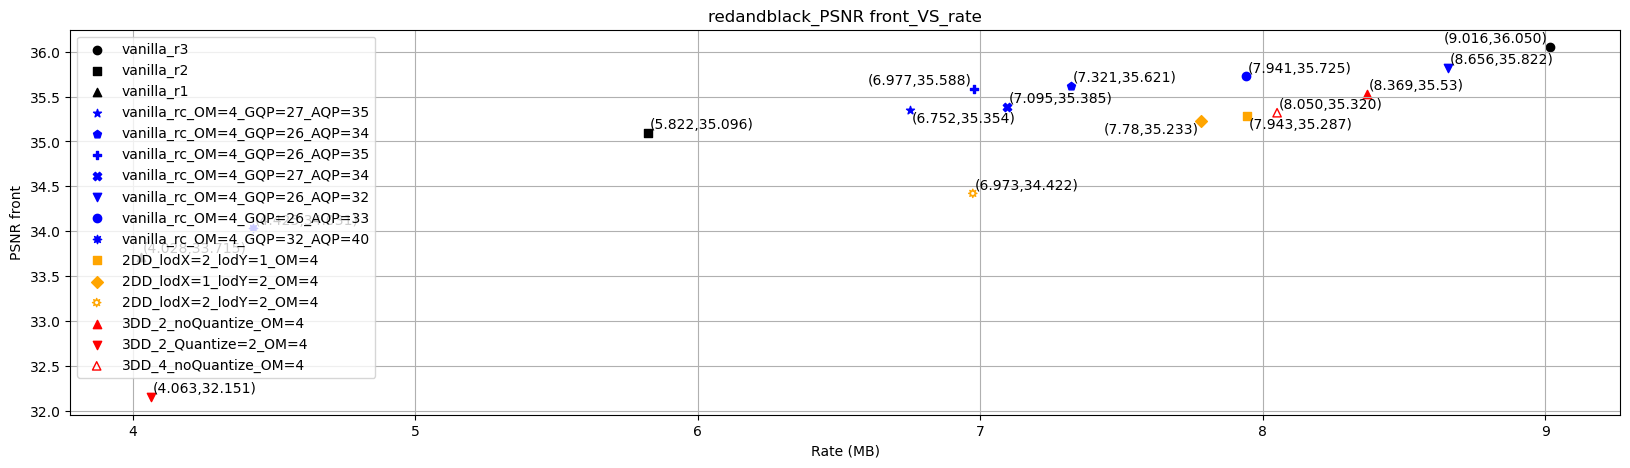 redandblack_PSNR front_VS_rate
PSNR front
36.0
35.5
35.0
34.5
34.0
33.5
33.0
32.5
32.0
vanilla_r3
vanilla_r2
vanilla_r1
vanilla_rc_OM=4_GQP=27_AQP=35
vanilla_rc_OM=4_GQP=26_AQP=34
vanilla_rc_OM=4_GQP=26_AQP=35
vanilla_rc_OM=4_GQP=27_AQP=34
vanilla_rc_OM=4_GQP=26_AQP=32
vanilla_rc_OM=4_GQP=26_AQP=33
vanilla_rc_OM=4_GQP=32_AQP=40
2DD_lodX=2_lodY=1_OM=4
2DD_lodX=1_lodY=2_OM=4
2DD_lodX=2_lodY=2_OM=4
3DD_2_noQuantize_OM=4
3DD_2_Quantize=2_OM=4
3DD_4_noQuantize_OM=4
(9.016,36.050)
(8.656,35.822)
(7.941,35.725)
(7.321,35.621)
(6.977,35.588)
(8.369,35.53)
(7.095,35.385)
(6.752,35.354)
(8.050,35.320)
(7.943,35.287)
(7.78,35.233)
(5.822,35.096)
(6.973,34.422)
(4.028,33.715)
(4.063,32.151)
4
5
6
7
8
9
Rate (MB)